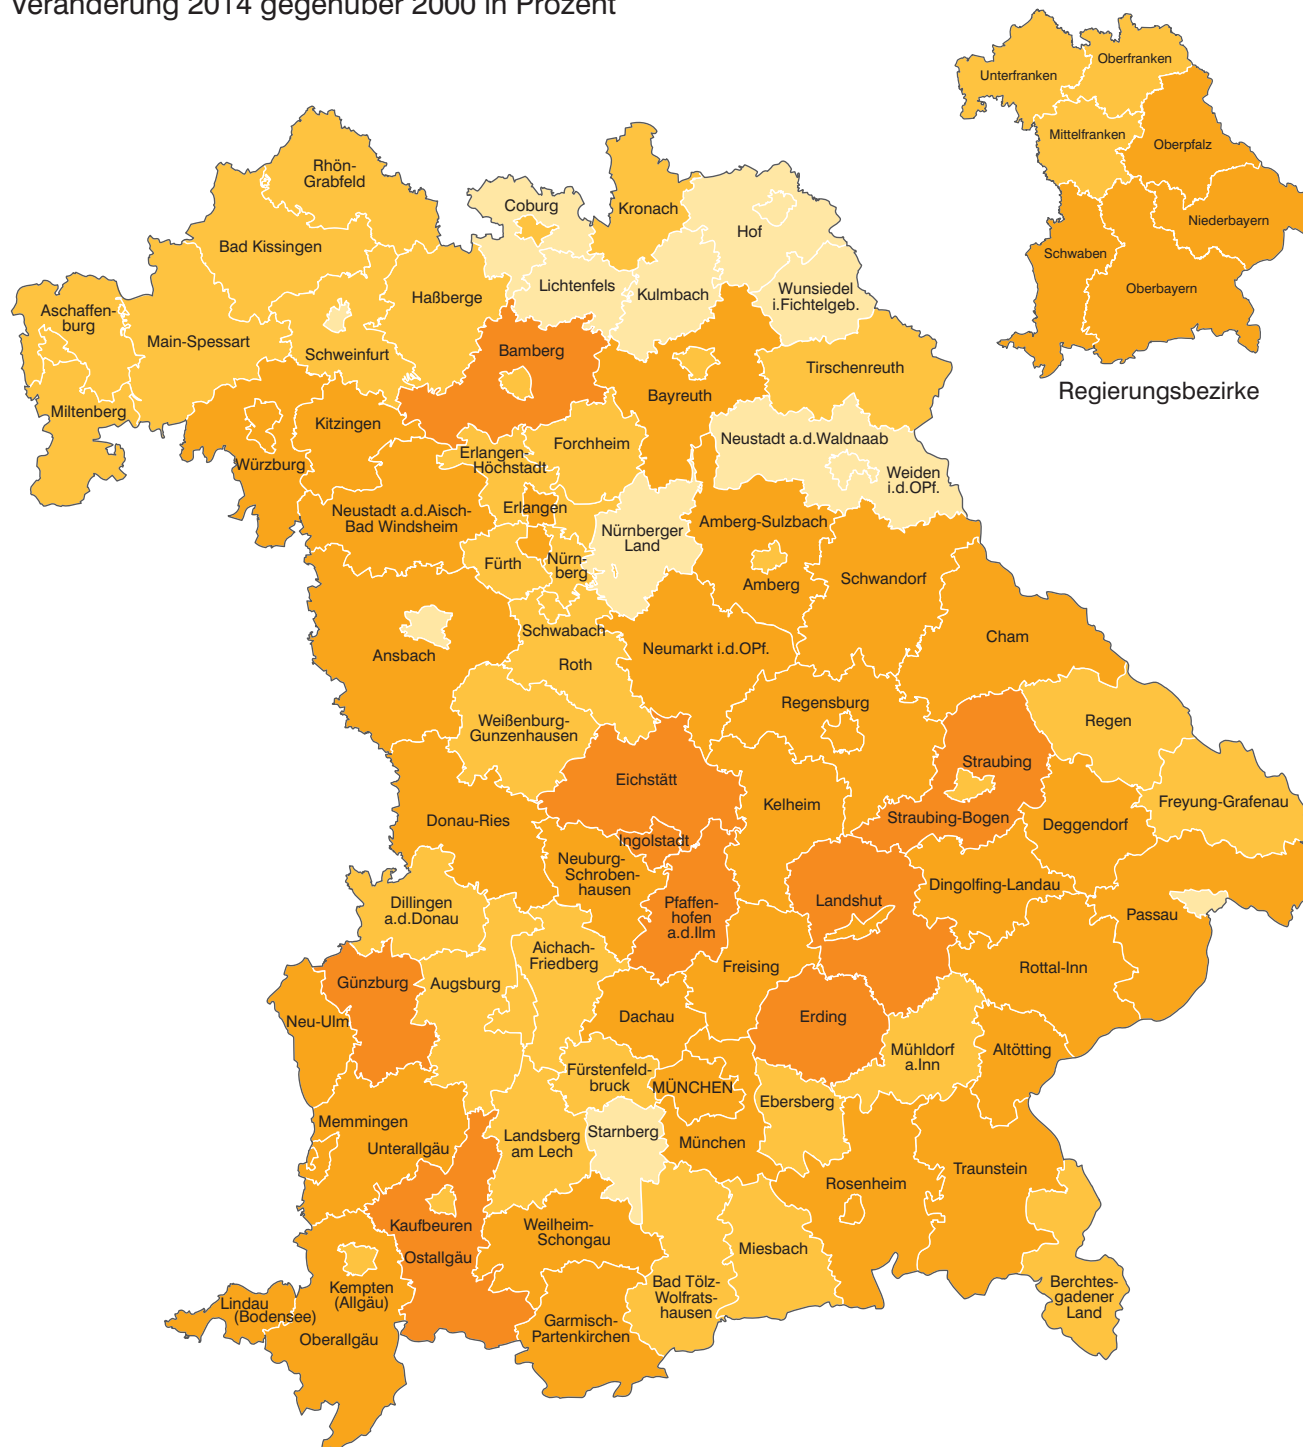 Veränderung 2014 gegenüber 2000 in Prozent
Unterfranken
Oberfranken
Mittelfranken
Oberpfalz
Niederbayern
Schwaben
Oberbayern
Regierungsbezirke
Rhön-
Grabfeld
Coburg
Kronach
Hof
Bad Kissingen
Haßberge
Lichtenfels
Kulmbach
Wunsiedel
i.Fichtelgeb.
Aschaffen-
burg
Main-Spessart
Schweinfurt
Bamberg
Bayreuth
Tirschenreuth
Miltenberg
Kitzingen
Würzburg
Erlangen-
Höchstadt
Forchheim
Neustadt a.d.Waldnaab
Weiden
i.d.OPf.
Neustadt a.d.Aisch-
Bad Windsheim
Erlangen
Fürth
Nürn-
berg
Nürnberger
Land
Amberg-Sulzbach
Amberg
Schwandorf
Cham
Ansbach
Schwabach
Roth
Neumarkt i.d.OPf.
Weißenburg-
Gunzenhausen
Regensburg
Regen
Straubing
Eichstätt
Kelheim
Straubing-Bogen
Freyung-Grafenau
Donau-Ries
Ingolstadt
Deggendorf
Neuburg-
Schroben-
hausen
Dillingen
a.d.Donau
Pfaffen-
hofen
a.d.Ilm
Landshut
Dingolfing-Landau
Passau
Aichach-
Friedberg
Günzburg
Augsburg
Freising
Rottal-Inn
Neu-Ulm
Dachau
Erding
Mühldorf
a.Inn
Altötting
Fürstenfeld-
bruck
MÜNCHEN
Ebersberg
Memmingen
Unterallgäu
Landsberg
am Lech
Starnberg
München
Rosenheim
Traunstein
Kaufbeuren
Ostallgäu
Weilheim-
Schongau
Miesbach
Bad Tölz-
Wolfrats-
hausen
Berchtes-
gadener
Land
Kempten
(Allgäu)
Lindau
(Bodensee)
Oberallgäu
Garmisch-
Partenkirchen